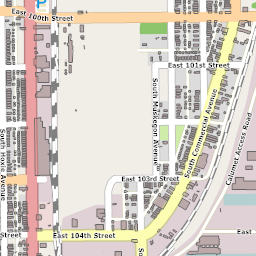 P
East 100th Street
East 101st Street
South Muskegon Avenue
South Commercial Avenue
Calumet Access Road
South Hoxie Avenue
East 103rd Street
East 104th Street